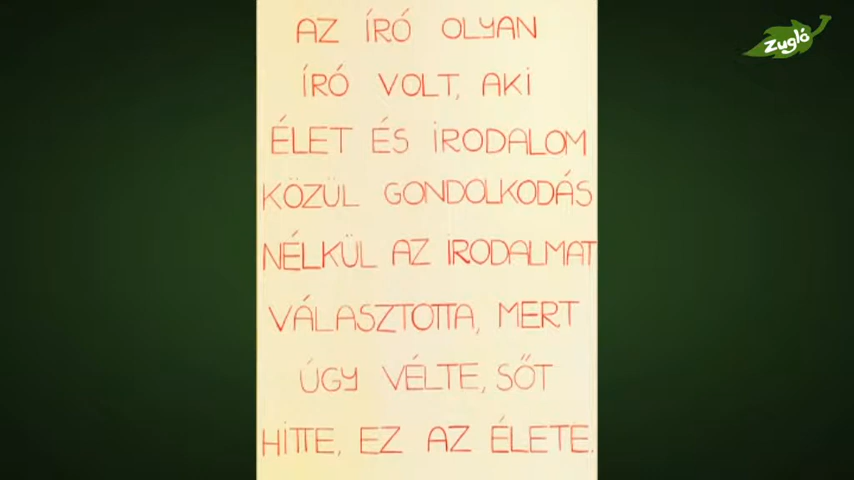 Zugló
AZ ÍRÓ OLYAN
ÍRÓ VOLT, AKI
ÉLET ÉS IRODALOM
KÖZÜL GONDOLKODÁS
NÉLKÜL AZ IRODALMAT
VÁLASZTOTTA, MERT
ÚGY VÉLTE, SŐT
HITTE, EZ AZ ÉLETE.